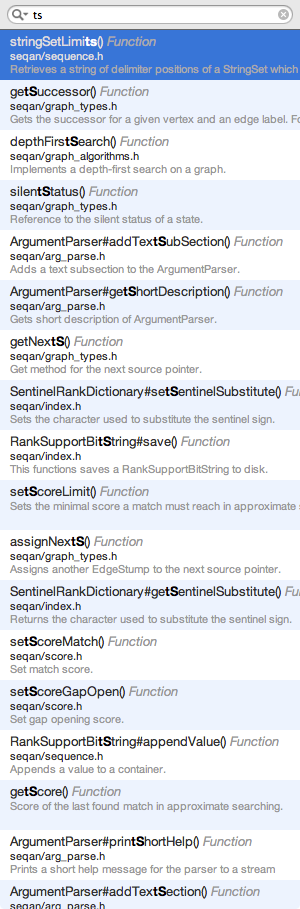 ts
stringSetLimits() Function
seqan/sequence.h
Retrieves a string of delimiter positions of a StringSet which
getSuccessor() Function
seqan/graph_types.h
Gets the successor for a given vertex and an edge label. Fo
depthFirstSearch() Function
seqan/graph_algorithms.h
Implements a depth-first search on a graph.
silentStatus() Function
seqan/graph_types.h
Reference to the silent status of a state.
ArgumentParser#addTextSubSection() Function
seqan/arg_parse.h
Adds a text subsection to the ArgumentParser.
ArgumentParser#getShortDescription() Function
seqan/arg_parse.h
Gets short description of ArgumentParser.
getNextS() Function
seqan/graph_types.h
Get method for the next source pointer.
SentinelRankDictionary#setSentinelSubstitute() Function
seqan/index.h
Sets the character used to substitute the sentinel sign.
RankSupportBitString#save() Function
seqan/index.h
This functions saves a RankSupportBitString to disk.
setScoreLimit() Function
Sets the minimal score a match must reach in approximate s
assignNextS() Function
seqan/graph_types.h
Assigns another EdgeStump to the next source pointer.
SentinelRankDictionary#getSentinelSubstitute() Function
seqan/index.h
Returns the character used to substitute the sentinel sign.
setScoreMatch() Function
seqan/score.h
Set match score.
setScoreGapOpen() Function
seqan/score.h
Set gap opening score.
RankSupportBitString#appendValue() Function
seqan/sequence.h
Appends a value to a container.
getScore() Function
Score of the last found match in approximate searching.
ArgumentParser#printShortHelp() Function
seqan/arg_parse.h
Prints a short help message for the parser to a stream
ArgumentParser#addTextSection() Function
seqan/arg_parse.h